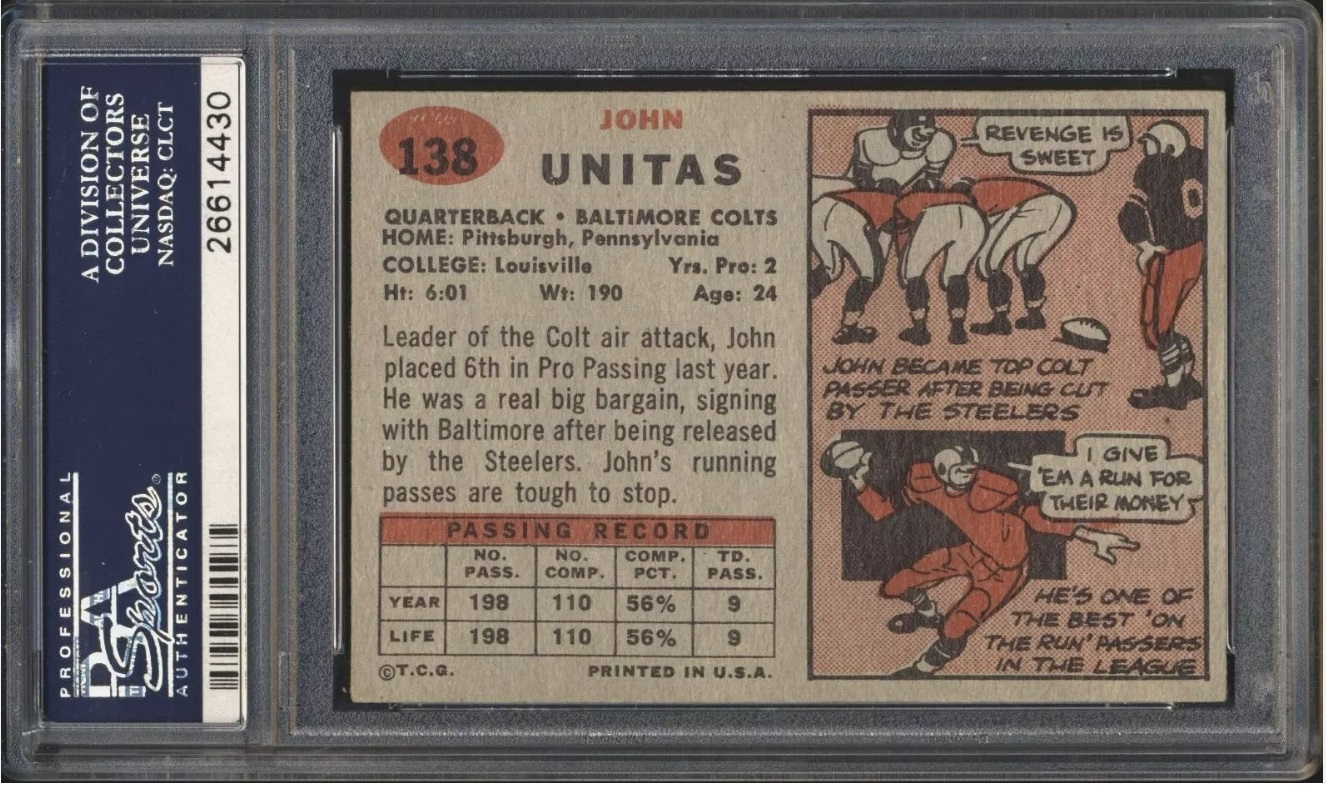 A DIVISION OF
COLLECTORS
UNIVERSE
NASDAQ: CLCT
26614430
PROFESSIONAL
PSA
Sports®
AUTHENTICATOR
138
JOHN
UNITAS
QUARTERBACK • BALTIMORE COLTS
HOME: Pittsburgh, Pennsylvania
COLLEGE: Louisville Yrs. Pro: 2
Ht: 6:01 Wt: 190 Age: 24
Leader of the Colt air attack, John
placed 6th in Pro Passing last year.
He was a real big bargain, signing
with Baltimore after being released
by the Steelers. John's running
passes are tough to stop.
PASSING RECORD
NO. PASS. NO. COMP. COMP. PCT. TD. PASS.
YEAR 198 110 56% 9
LIFE 198 110 56% 9
©T.C.G. PRINTED IN U.S.A.
REVENGE IS
SWEET
0
JOHN BECAME TOP COLT
PASSER AFTER BEING CUT
BY THE STEELERS
I GIVE
'EM A RUN FOR
THEIR MONEY
HE'S ONE OF
THE BEST 'ON
THE RUN' PASSERS
IN THE LEAGUE